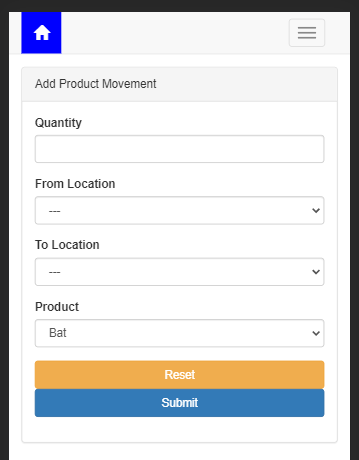 Add Product Movement
Quantity
From Location
---
To Location
---
Product
Bat
Reset
Submit